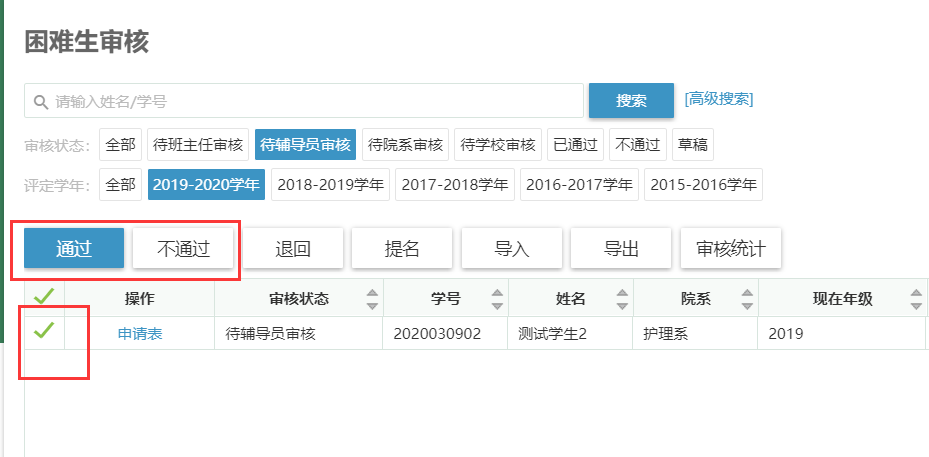 困难生审核
请输入姓名/学号 搜索 [高级搜索]
审核状态: 全部 待班主任审核 待辅导员审核 待院系审核 待学校审核 已通过 不通过 草稿
评定学年: 全部 2019-2020学年 2018-2019学年 2017-2018学年 2016-2017学年 2015-2016学年
通过 不通过 退回 提名 导入 导出 审核统计
操作 审核状态 学号 姓名 院系 现在年级
申请表 待辅导员审核 2020030902 测试学生2 护理系 2019